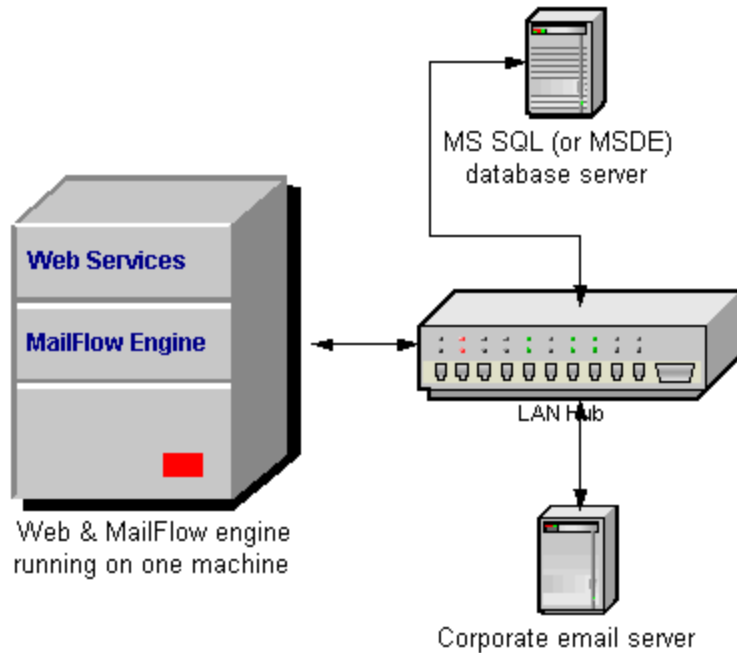 MS SQL (or MSDE)
database server
Web Services
MailFlow Engine
LAN Hub
Web & MailFlow engine
running on one machine
Corporate email server